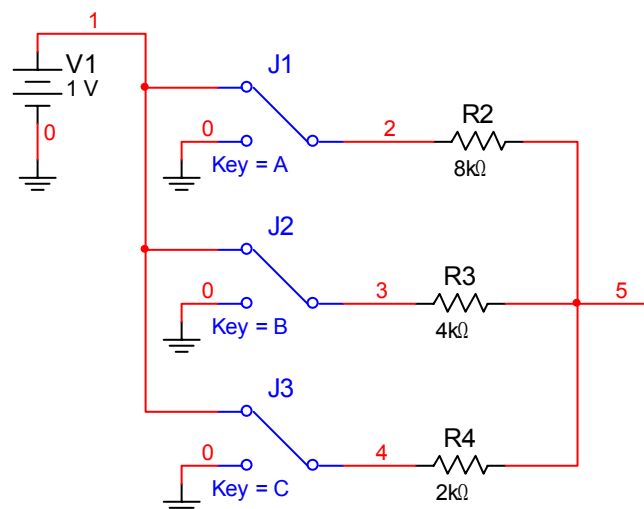 1
V1
1 V
0
J1
0
Key = A
2
R2
8kΩ
J2
0
Key = B
3
R3
4kΩ
5
J3
0
Key = C
4
R4
2kΩ